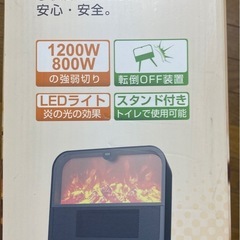 安心・安全。
1200W
800W
の強弱切り
転倒OFF装置
LEDライト
炎の光の効果
スタンド付き
トイレで使用可能